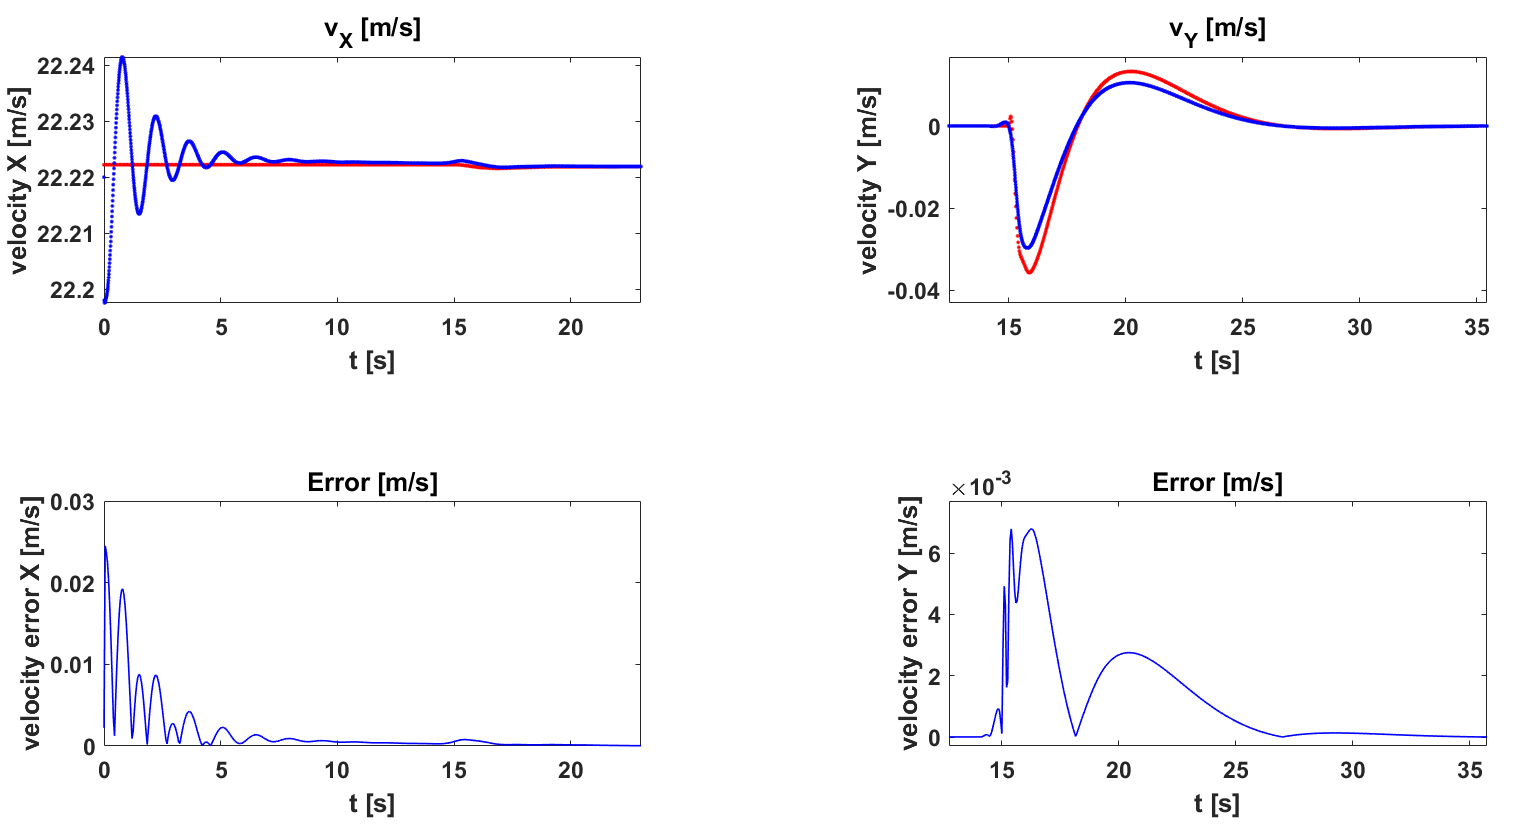 v_X [m/s]
velocity X [m/s]
22.24
22.23
22.22
22.21
22.2
0 5 10 15 20
t [s]
v_Y [m/s]
velocity Y [m/s]
0
-0.02
-0.04
15 20 25 30 35
t [s]
Error [m/s]
velocity error X [m/s]
0.03
0.02
0.01
0
0 5 10 15 20
t [s]
×10^-3
Error [m/s]
velocity error Y [m/s]
6
4
2
0
15 20 25 30 35
t [s]